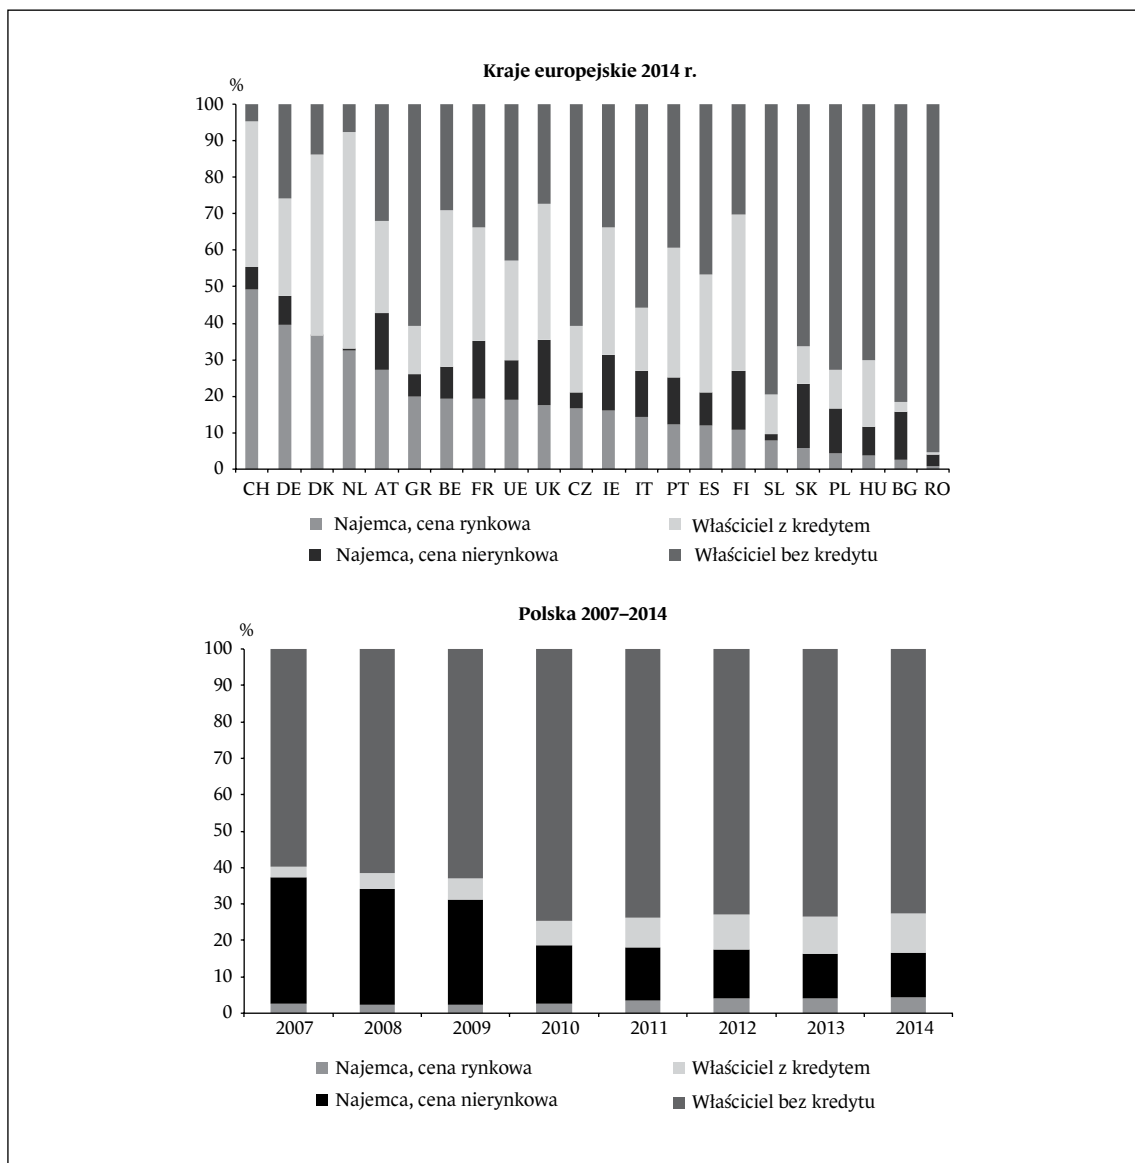 Kraje europejskie 2014 r.
%
100
90
80
70
60
50
40
30
20
10
0
CH DE DK NL AT GR BE FR UE UK CZ IE IT PT ES FI SL SK PL HU BG RO
Najemca, cena rynkowa
Właściciel z kredytem
Najemca, cena nierynkowa
Właściciel bez kredytu
Polska 2007–2014
%
100
90
80
70
60
50
40
30
20
10
0
2007 2008 2009 2010 2011 2012 2013 2014
Najemca, cena rynkowa
Właściciel z kredytem
Najemca, cena nierynkowa
Właściciel bez kredytu